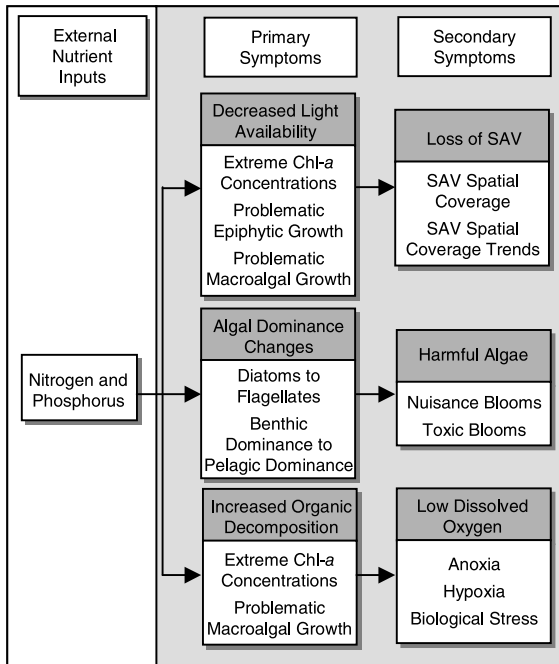 External
Nutrient
Inputs
Primary
Symptoms
Secondary
Symptoms
Nitrogen and
Phosphorus
Decreased Light
Availability
Extreme Chl-a
Concentrations
Problematic
Epiphytic Growth
Problematic
Macroalgal Growth
Loss of SAV
SAV Spatial
Coverage
SAV Spatial
Coverage Trends
Algal Dominance
Changes
Diatoms to
Flagellates
Benthic
Dominance to
Pelagic Dominance
Harmful Algae
Nuisance Blooms
Toxic Blooms
Increased Organic
Decomposition
Extreme Chl-a
Concentrations
Problematic
Macroalgal Growth
Low Dissolved
Oxygen
Anoxia
Hypoxia
Biological Stress